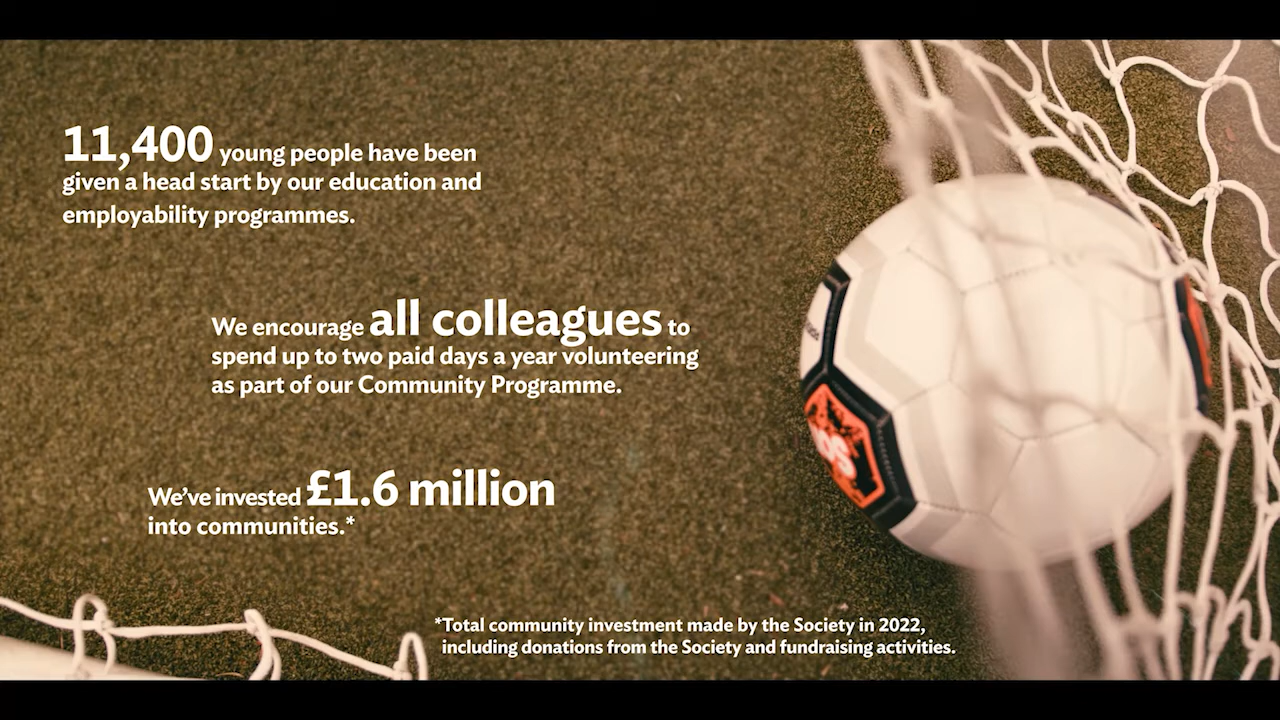 11,400 young people have been
given a head start by our education and
employability programmes.
We encourage all colleagues to
spend up to two paid days a year volunteering
as part of our Community Programme.
We've invested £1.6 million
into communities.*
*Total community investment made by the Society in 2022,
including donations from the Society and fundraising activities.